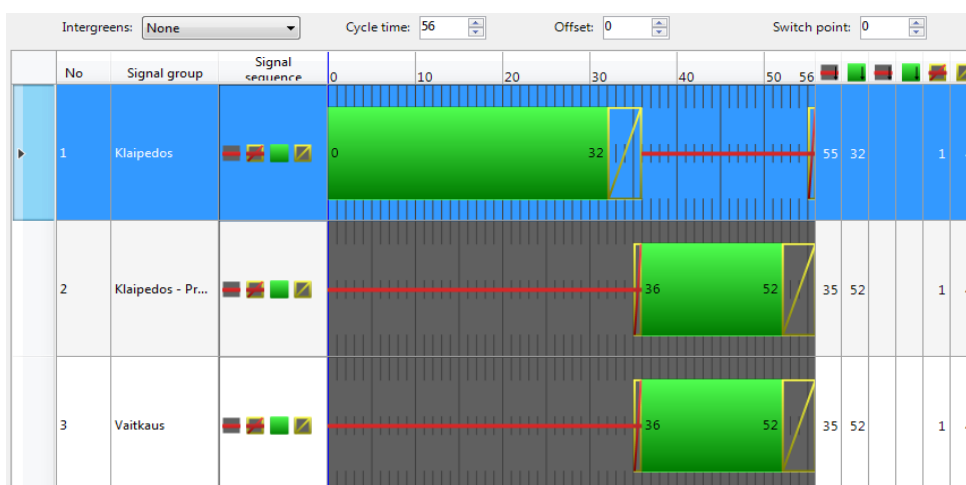 Intergreens: None Cycle time: 56 Offset: 0 Switch point: 0
No Signal group Signal sequence 0 10 20 30 40 50 56
1 Klaipedos 0 32 55 32 1
2 Klaipedos - Pr... 36 52 35 52 1
3 Vaitkaus 36 52 35 52 1